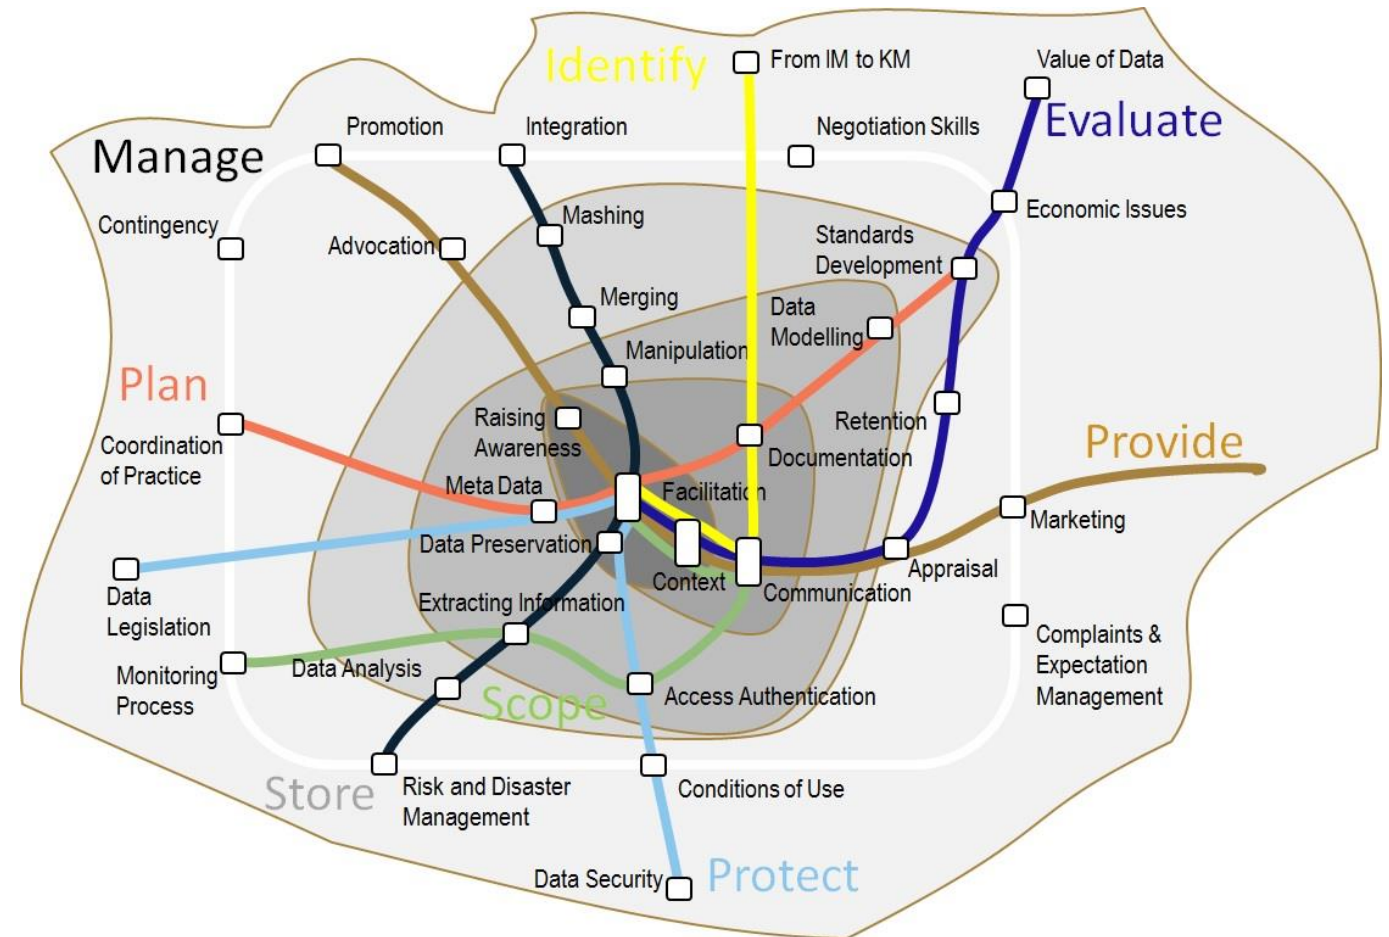 Identify
From IM to KM
Value of Data
Evaluate
Promotion
Integration
Negotiation Skills
Manage
Contingency
Advocation
Mashing
Economic Issues
Standards
Development
Merging
Data
Modelling
Manipulation
Plan
Coordination
of Practice
Raising
Awareness
Retention
Provide
Documentation
Meta Data
Facilitation
Marketing
Data Preservation
Context
Communication
Appraisal
Data
Legislation
Extracting Information
Complaints &
Expectation
Management
Monitoring
Process
Data Analysis
Scope
Access Authentication
Store
Risk and Disaster
Management
Conditions of Use
Data Security
Protect